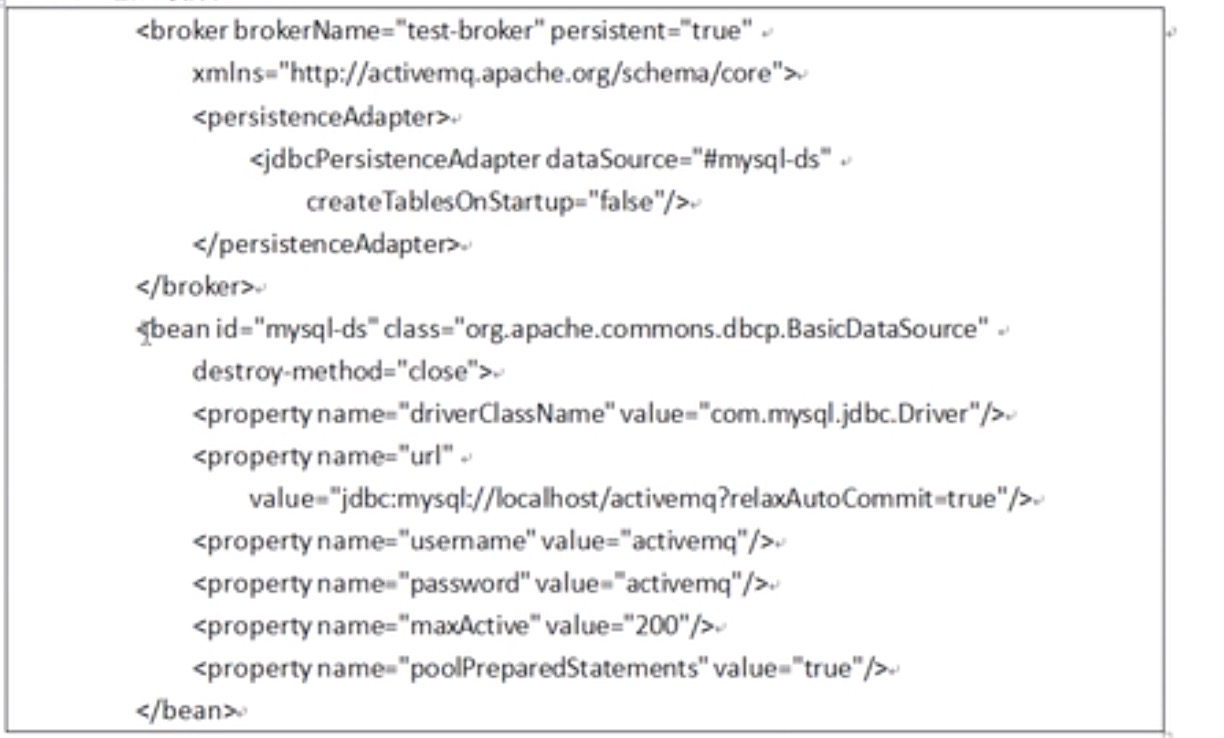 <broker brokerName="test-broker" persistent="true"
xmlns="http://activemq.apache.org/schema/core">
<persistenceAdapter>
<jdbcPersistenceAdapter dataSource="#mysql-ds"
createTablesOnStartup="false"/>
</persistenceAdapter>
</broker>
<bean id="mysql-ds" class="org.apache.commons.dbcp.BasicDataSource"
destroy-method="close">
<property name="driverClassName" value="com.mysql.jdbc.Driver"/>
<property name="url"
value="jdbc:mysql://localhost/activemq?relaxAutoCommit=true"/>
<property name="username" value="activemq"/>
<property name="password" value="activemq"/>
<property name="maxActive" value="200"/>
<property name="poolPreparedStatements" value="true"/>
</bean>